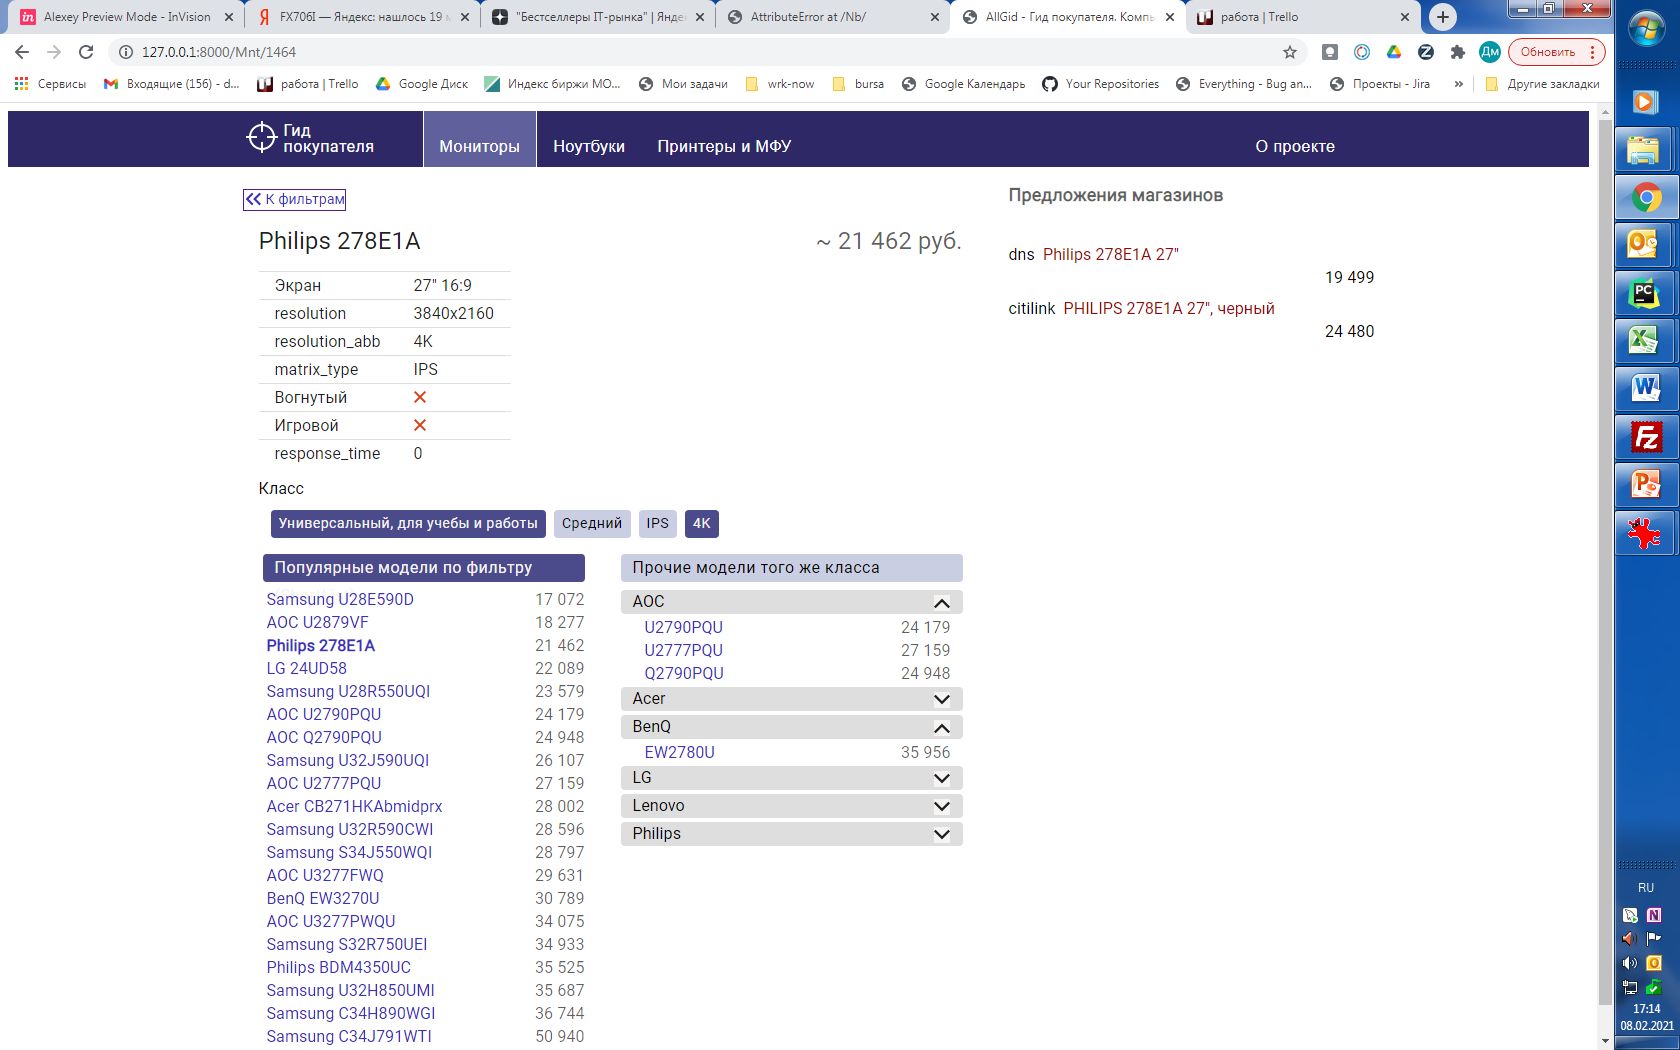 Alexey Preview Mode - InVision
FX706I — Яндекс: нашлось 19
"Бестселлеры IT-рынка" | Янде
AttributeError at /Nb/
AllGid - Гид покупателя. Комп
работа | Trello
127.0.0.1:8000/Mnt/1464
Дм
Обновить
Сервисы
Входящие (156) - d...
работа | Trello
Google Диск
Индекс биржи МО...
Мои задачи
wrk-now
bursa
Google Календарь
Your Repositories
Everything - Bug an...
Проекты - Jira
»
Другие закладки
Гид
покупателя
Мониторы
Ноутбуки
Принтеры и МФУ
О проекте
К фильтрам
Philips 278E1A
~ 21 462 руб.
Экран 27" 16:9
resolution 3840x2160
resolution_abb 4K
matrix_type IPS
Вогнутый
Игровой
response_time 0
Класс
Универсальный, для учебы и работы
Средний
IPS
4K
Популярные модели по фильтру
Samsung U28E590D 17 072
AOC U2879VF 18 277
Philips 278E1A 21 462
LG 24UD58 22 089
Samsung U28R550UQI 23 579
AOC U2790PQU 24 179
AOC Q2790PQU 24 948
Samsung U32J590UQI 26 107
AOC U2777PQU 27 159
Acer CB271HKAbmidprx 28 002
Samsung U32R590CWI 28 596
Samsung S34J550WQI 28 797
AOC U3277FWQ 29 631
BenQ EW3270U 30 789
AOC U3277PWQU 34 075
Samsung S32R750UEI 34 933
Philips BDM4350UC 35 525
Samsung U32H850UMI 35 687
Samsung C34H890WGI 36 744
Samsung C34J791WTI 50 940
Прочие модели того же класса
AOC
U2790PQU 24 179
U2777PQU 27 159
Q2790PQU 24 948
Acer
BenQ
EW2780U 35 956
LG
Lenovo
Philips
Предложения магазинов
dns Philips 278E1A 27"
19 499
citilink PHILIPS 278E1A 27", черный
24 480
RU
17:14
08.02.2021